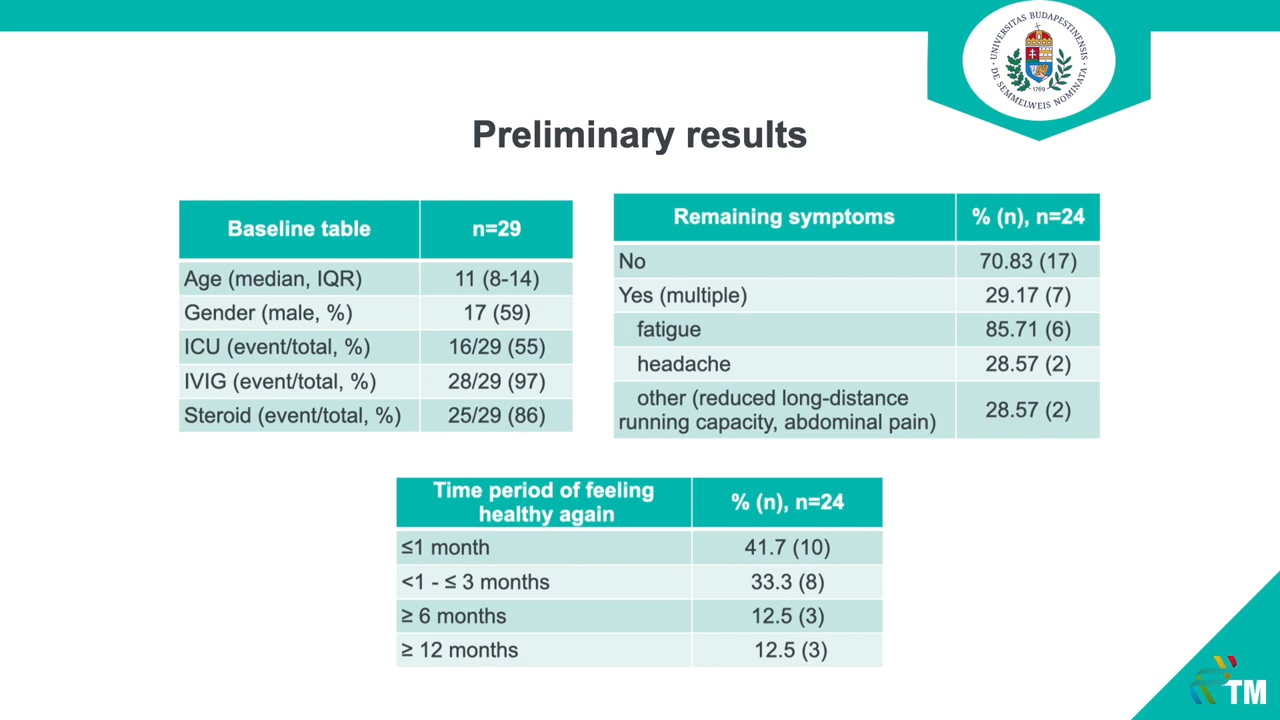 UNIVERSITAS BUDAPESTINENSIS
DE SEMMELWEIS NOMINATA
1769
Preliminary results
Baseline table n=29
Age (median, IQR) 11 (8-14)
Gender (male, %) 17 (59)
ICU (event/total, %) 16/29 (55)
IVIG (event/total, %) 28/29 (97)
Steroid (event/total, %) 25/29 (86)
Remaining symptoms % (n), n=24
No 70.83 (17)
Yes (multiple) 29.17 (7)
fatigue 85.71 (6)
headache 28.57 (2)
other (reduced long-distance
running capacity, abdominal pain) 28.57 (2)
Time period of feeling
healthy again % (n), n=24
≤1 month 41.7 (10)
<1 - ≤ 3 months 33.3 (8)
≥ 6 months 12.5 (3)
≥ 12 months 12.5 (3)
TM